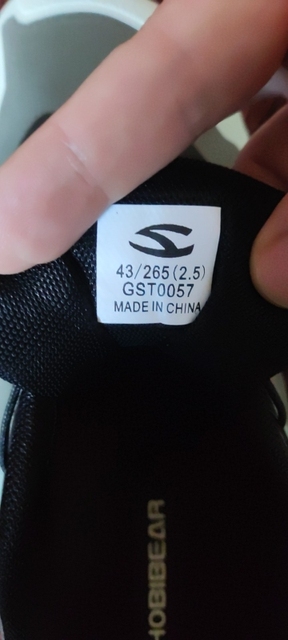 43/265(2.5)
GST0057
MADE IN CHINA
HOBIBEAR